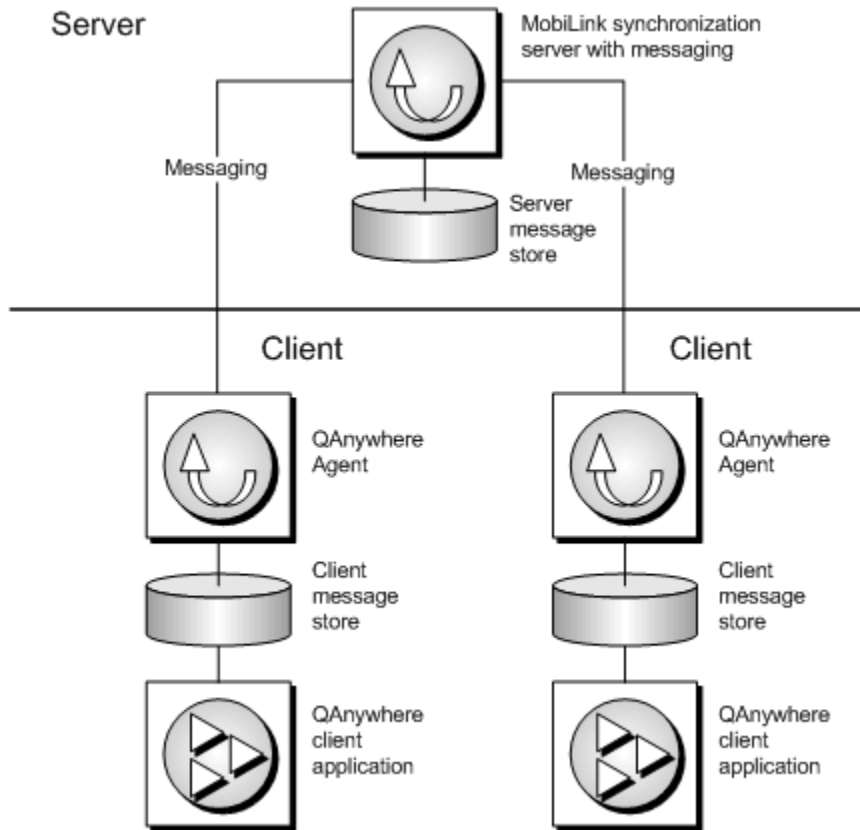 Server
MobiLink synchronization
server with messaging
Messaging
Messaging
Server
message
store
Client
Client
QAnywhere
Agent
QAnywhere
Agent
Client
message
store
Client
message
store
QAnywhere
client
application
QAnywhere
client
application